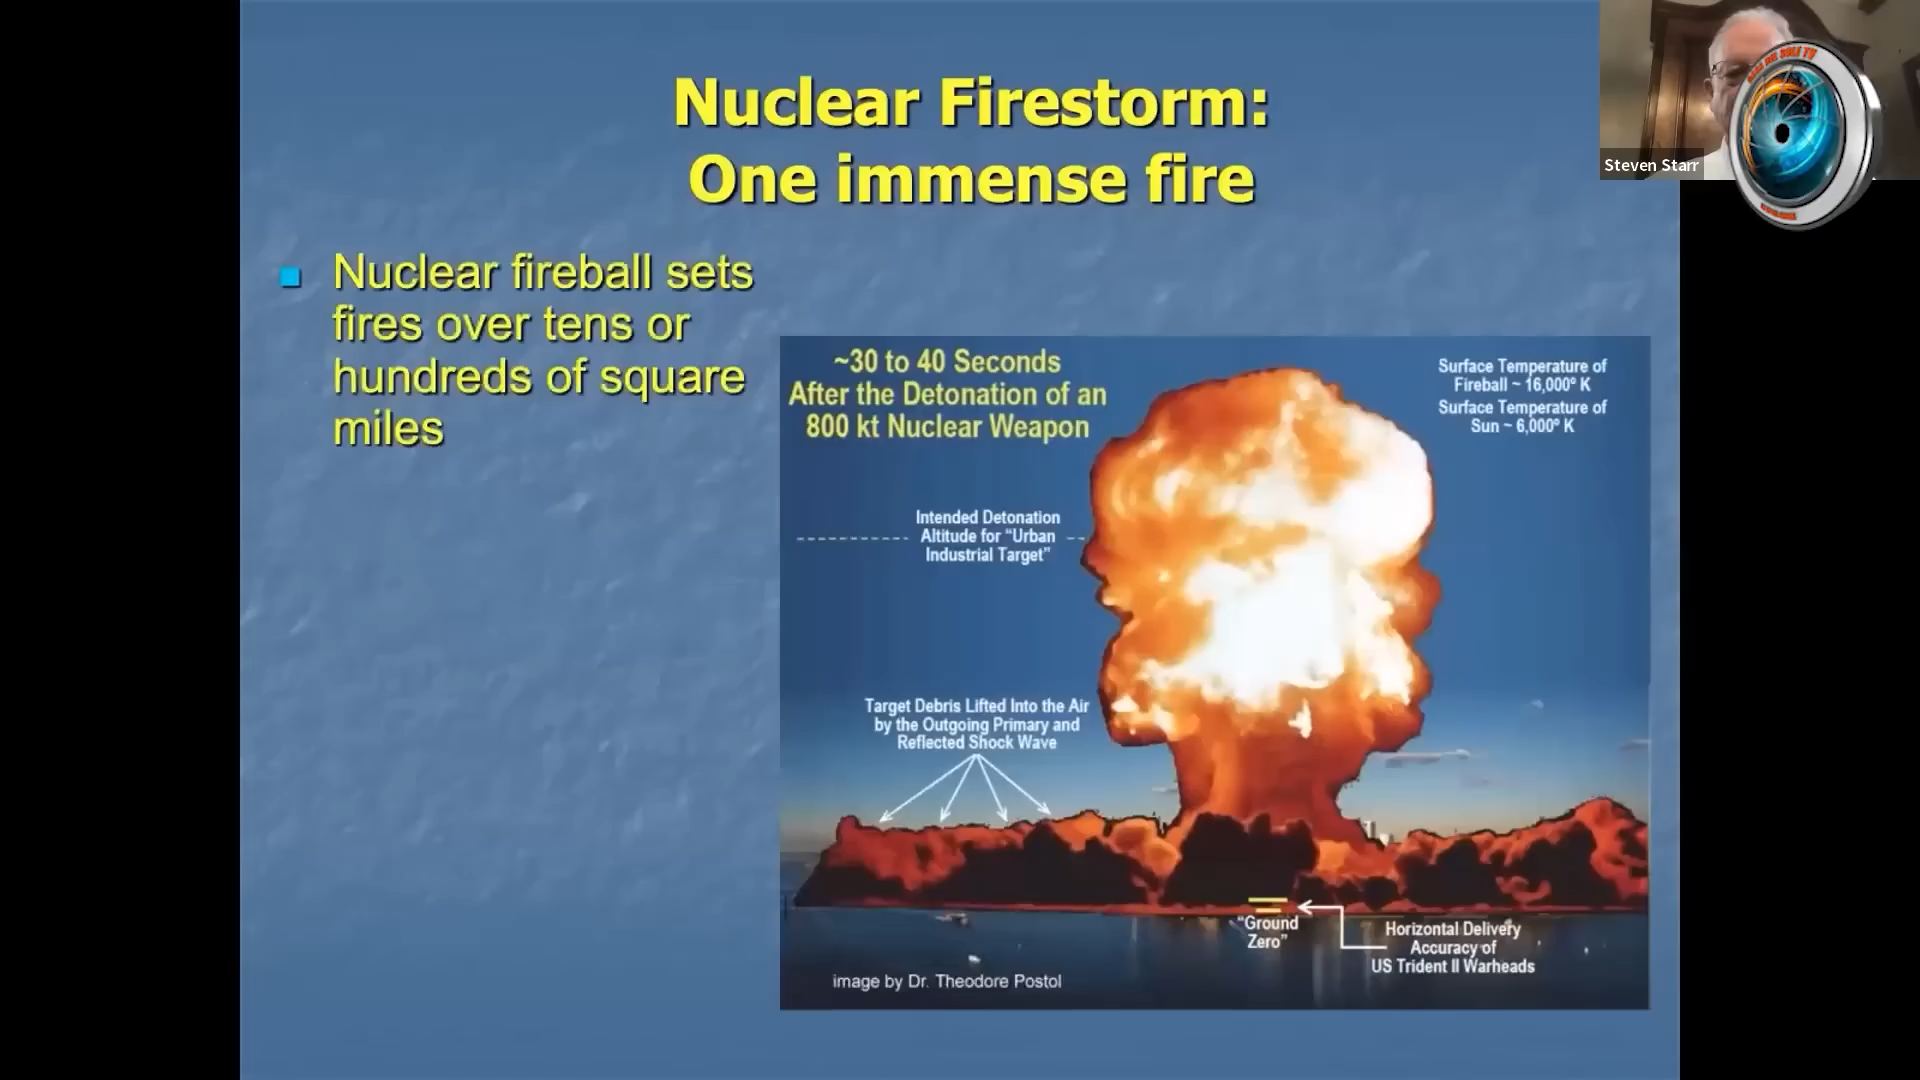 Nuclear Firestorm:
One immense fire
Steven Starr
Nuclear fireball sets
fires over tens or
hundreds of square
miles
~30 to 40 Seconds
After the Detonation of an
800 kt Nuclear Weapon
Surface Temperature of
Fireball ~ 16,000º K
Surface Temperature of
Sun ~ 6,000º K
Intended Detonation
Altitude for “Urban
Industrial Target”
Target Debris Lifted Into the Air
by the Outgoing Primary and
Reflected Shock Wave
“Ground
Zero”
Horizontal Delivery
Accuracy of
US Trident II Warheads
image by Dr. Theodore Postol